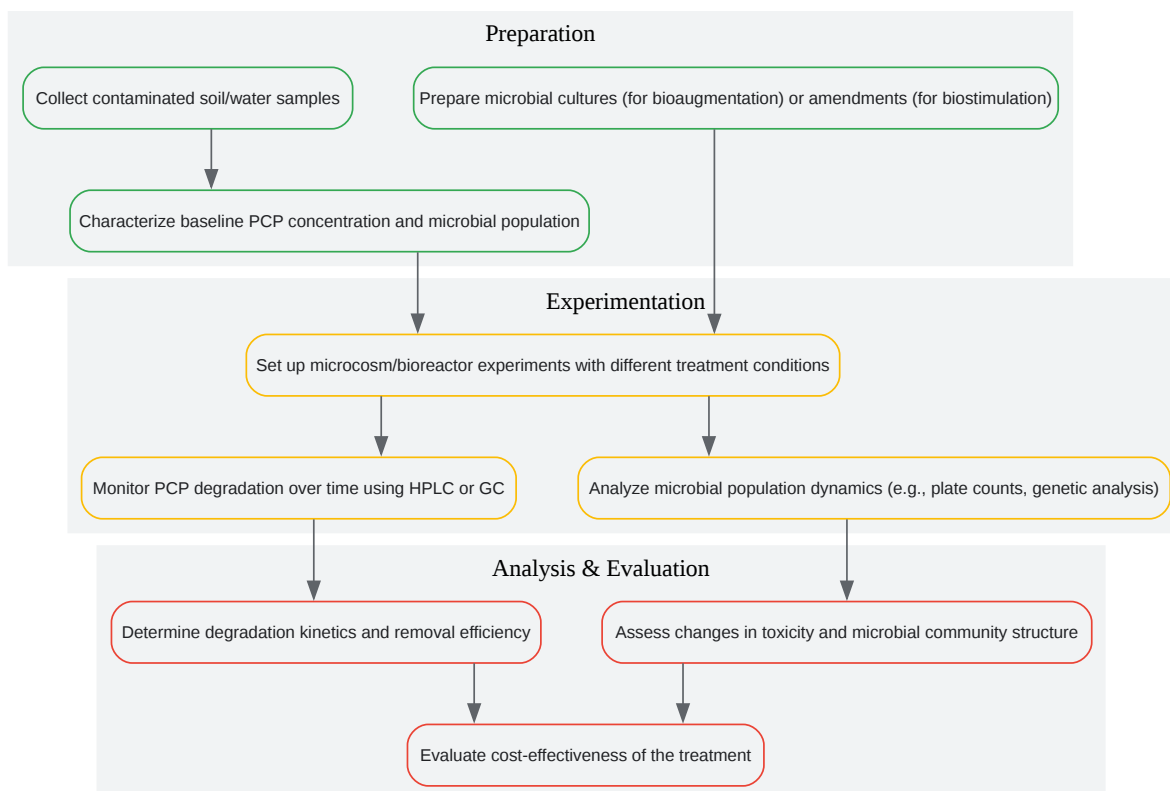 Preparation
Collect contaminated soil/water samples
Prepare microbial cultures (for bioaugmentation) or amendments (for biostimulation)
Characterize baseline PCP concentration and microbial population
Experimentation
Set up microcosm/bioreactor experiments with different treatment conditions
Monitor PCP degradation over time using HPLC or GC
Analyze microbial population dynamics (e.g., plate counts, genetic analysis)
Analysis & Evaluation
Determine degradation kinetics and removal efficiency
Assess changes in toxicity and microbial community structure
Evaluate cost-effectiveness of the treatment